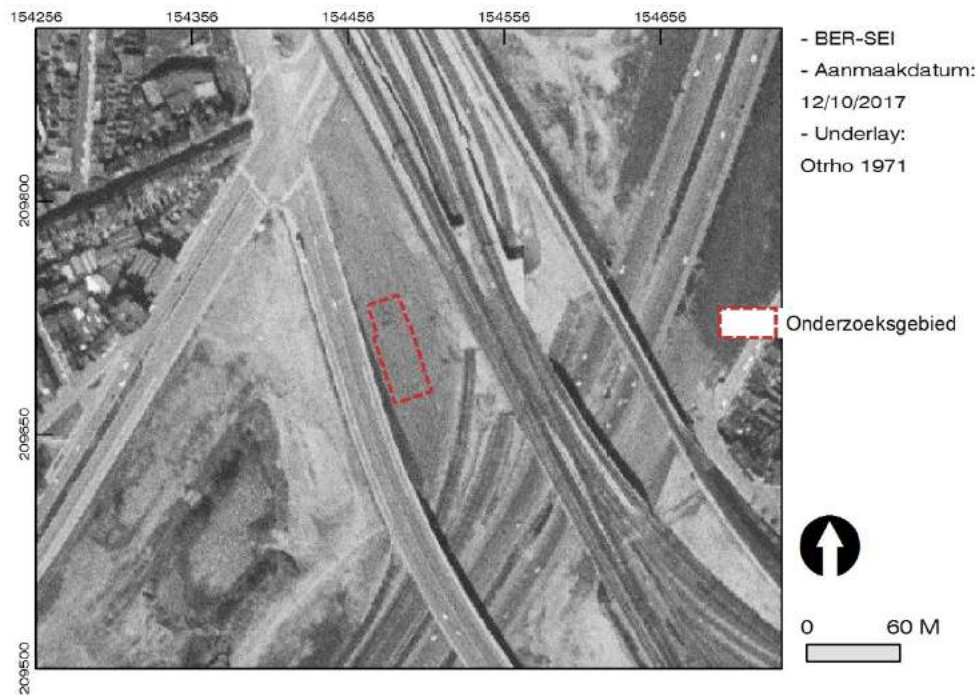 154256 154356 154456 154556 154656
- BER-SEI
- Aanmaakdatum:
12/10/2017
- Underlay:
Otrho 1971
209800
Onderzoeksgebied
209650
0 60 M
209500